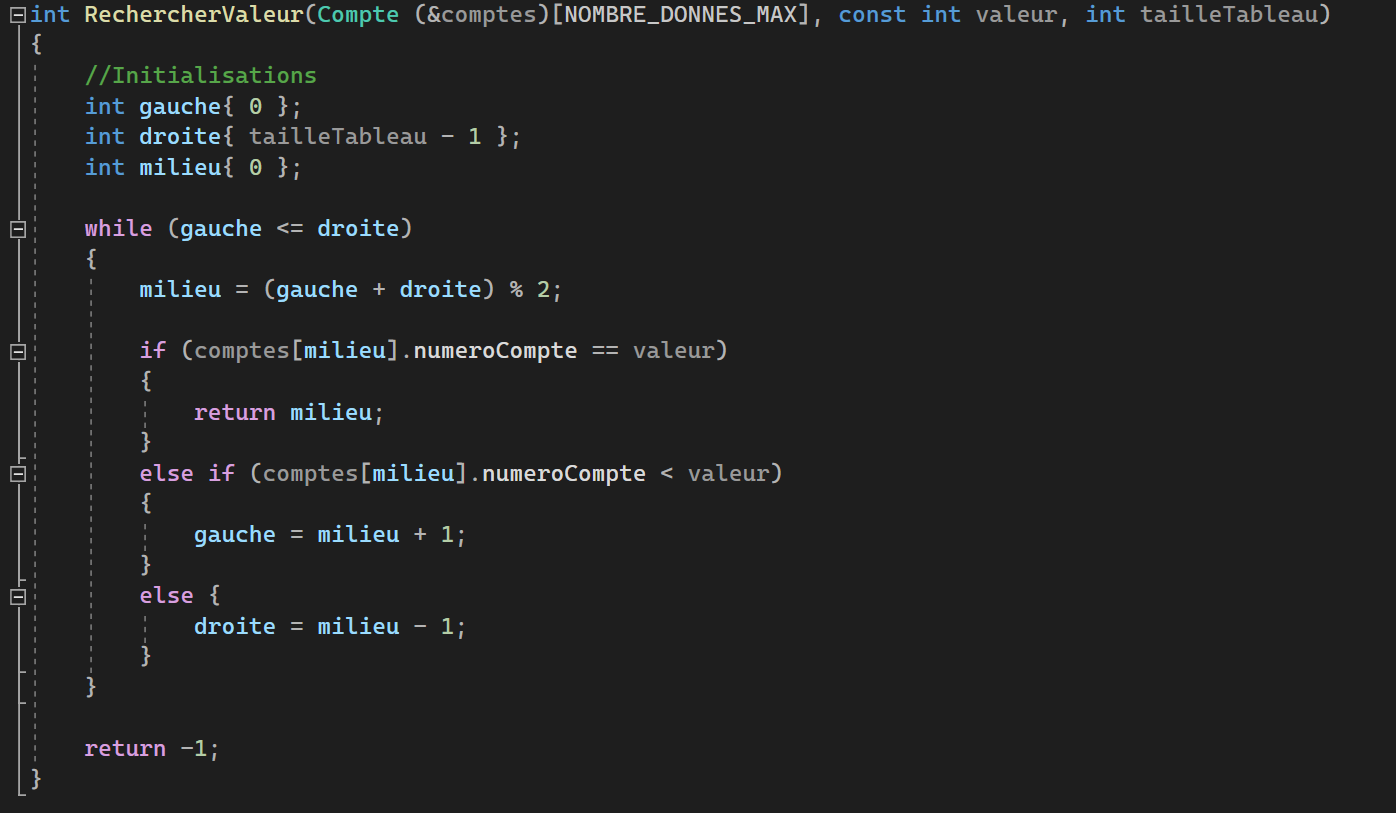 int RechercherValeur(Compte (&comptes)[NOMBRE_DONNES_MAX], const int valeur, int tailleTableau)
{
    //Initialisations
    int gauche{ 0 };
    int droite{ tailleTableau - 1 };
    int milieu{ 0 };

    while (gauche <= droite)
    {
        milieu = (gauche + droite) % 2;

        if (comptes[milieu].numeroCompte == valeur)
        {
            return milieu;
        }
        else if (comptes[milieu].numeroCompte < valeur)
        {
            gauche = milieu + 1;
        }
        else {
            droite = milieu - 1;
        }
    }

    return -1;
}